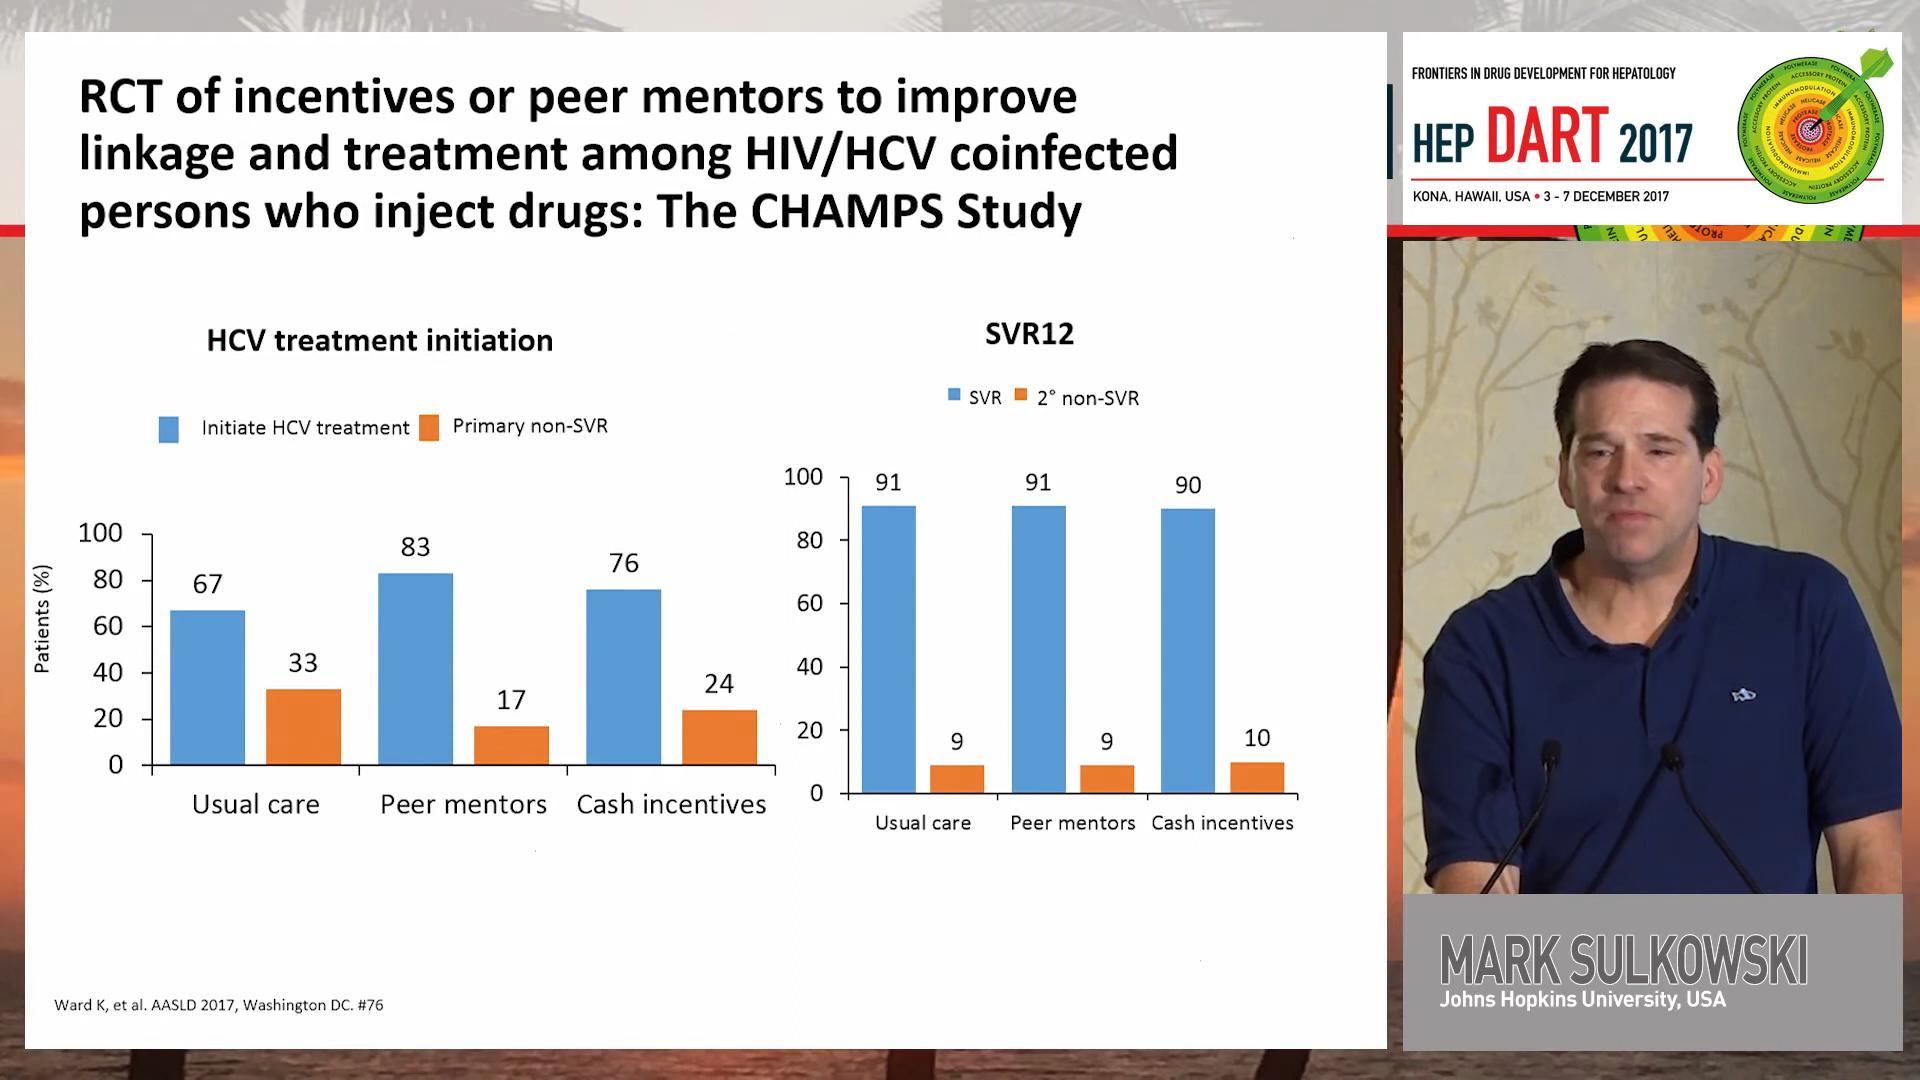 RCT of incentives or peer mentors to improve
linkage and treatment among HIV/HCV coinfected
persons who inject drugs: The CHAMPS Study
HCV treatment initiation
Initiate HCV treatment
Primary non-SVR
Patients (%)
100
80
60
40
20
0
67
33
83
17
76
24
Usual care
Peer mentors
Cash incentives
SVR12
SVR
2° non-SVR
100
80
60
40
20
0
91
9
91
9
90
10
Usual care
Peer mentors
Cash incentives
Ward K, et al. AASLD 2017, Washington DC. #76
FRONTIERS IN DRUG DEVELOPMENT FOR HEPATOLOGY
HEP DART 2017
KONA, HAWAII, USA • 3 - 7 DECEMBER 2017
MARK SULKOWSKI
Johns Hopkins University, USA